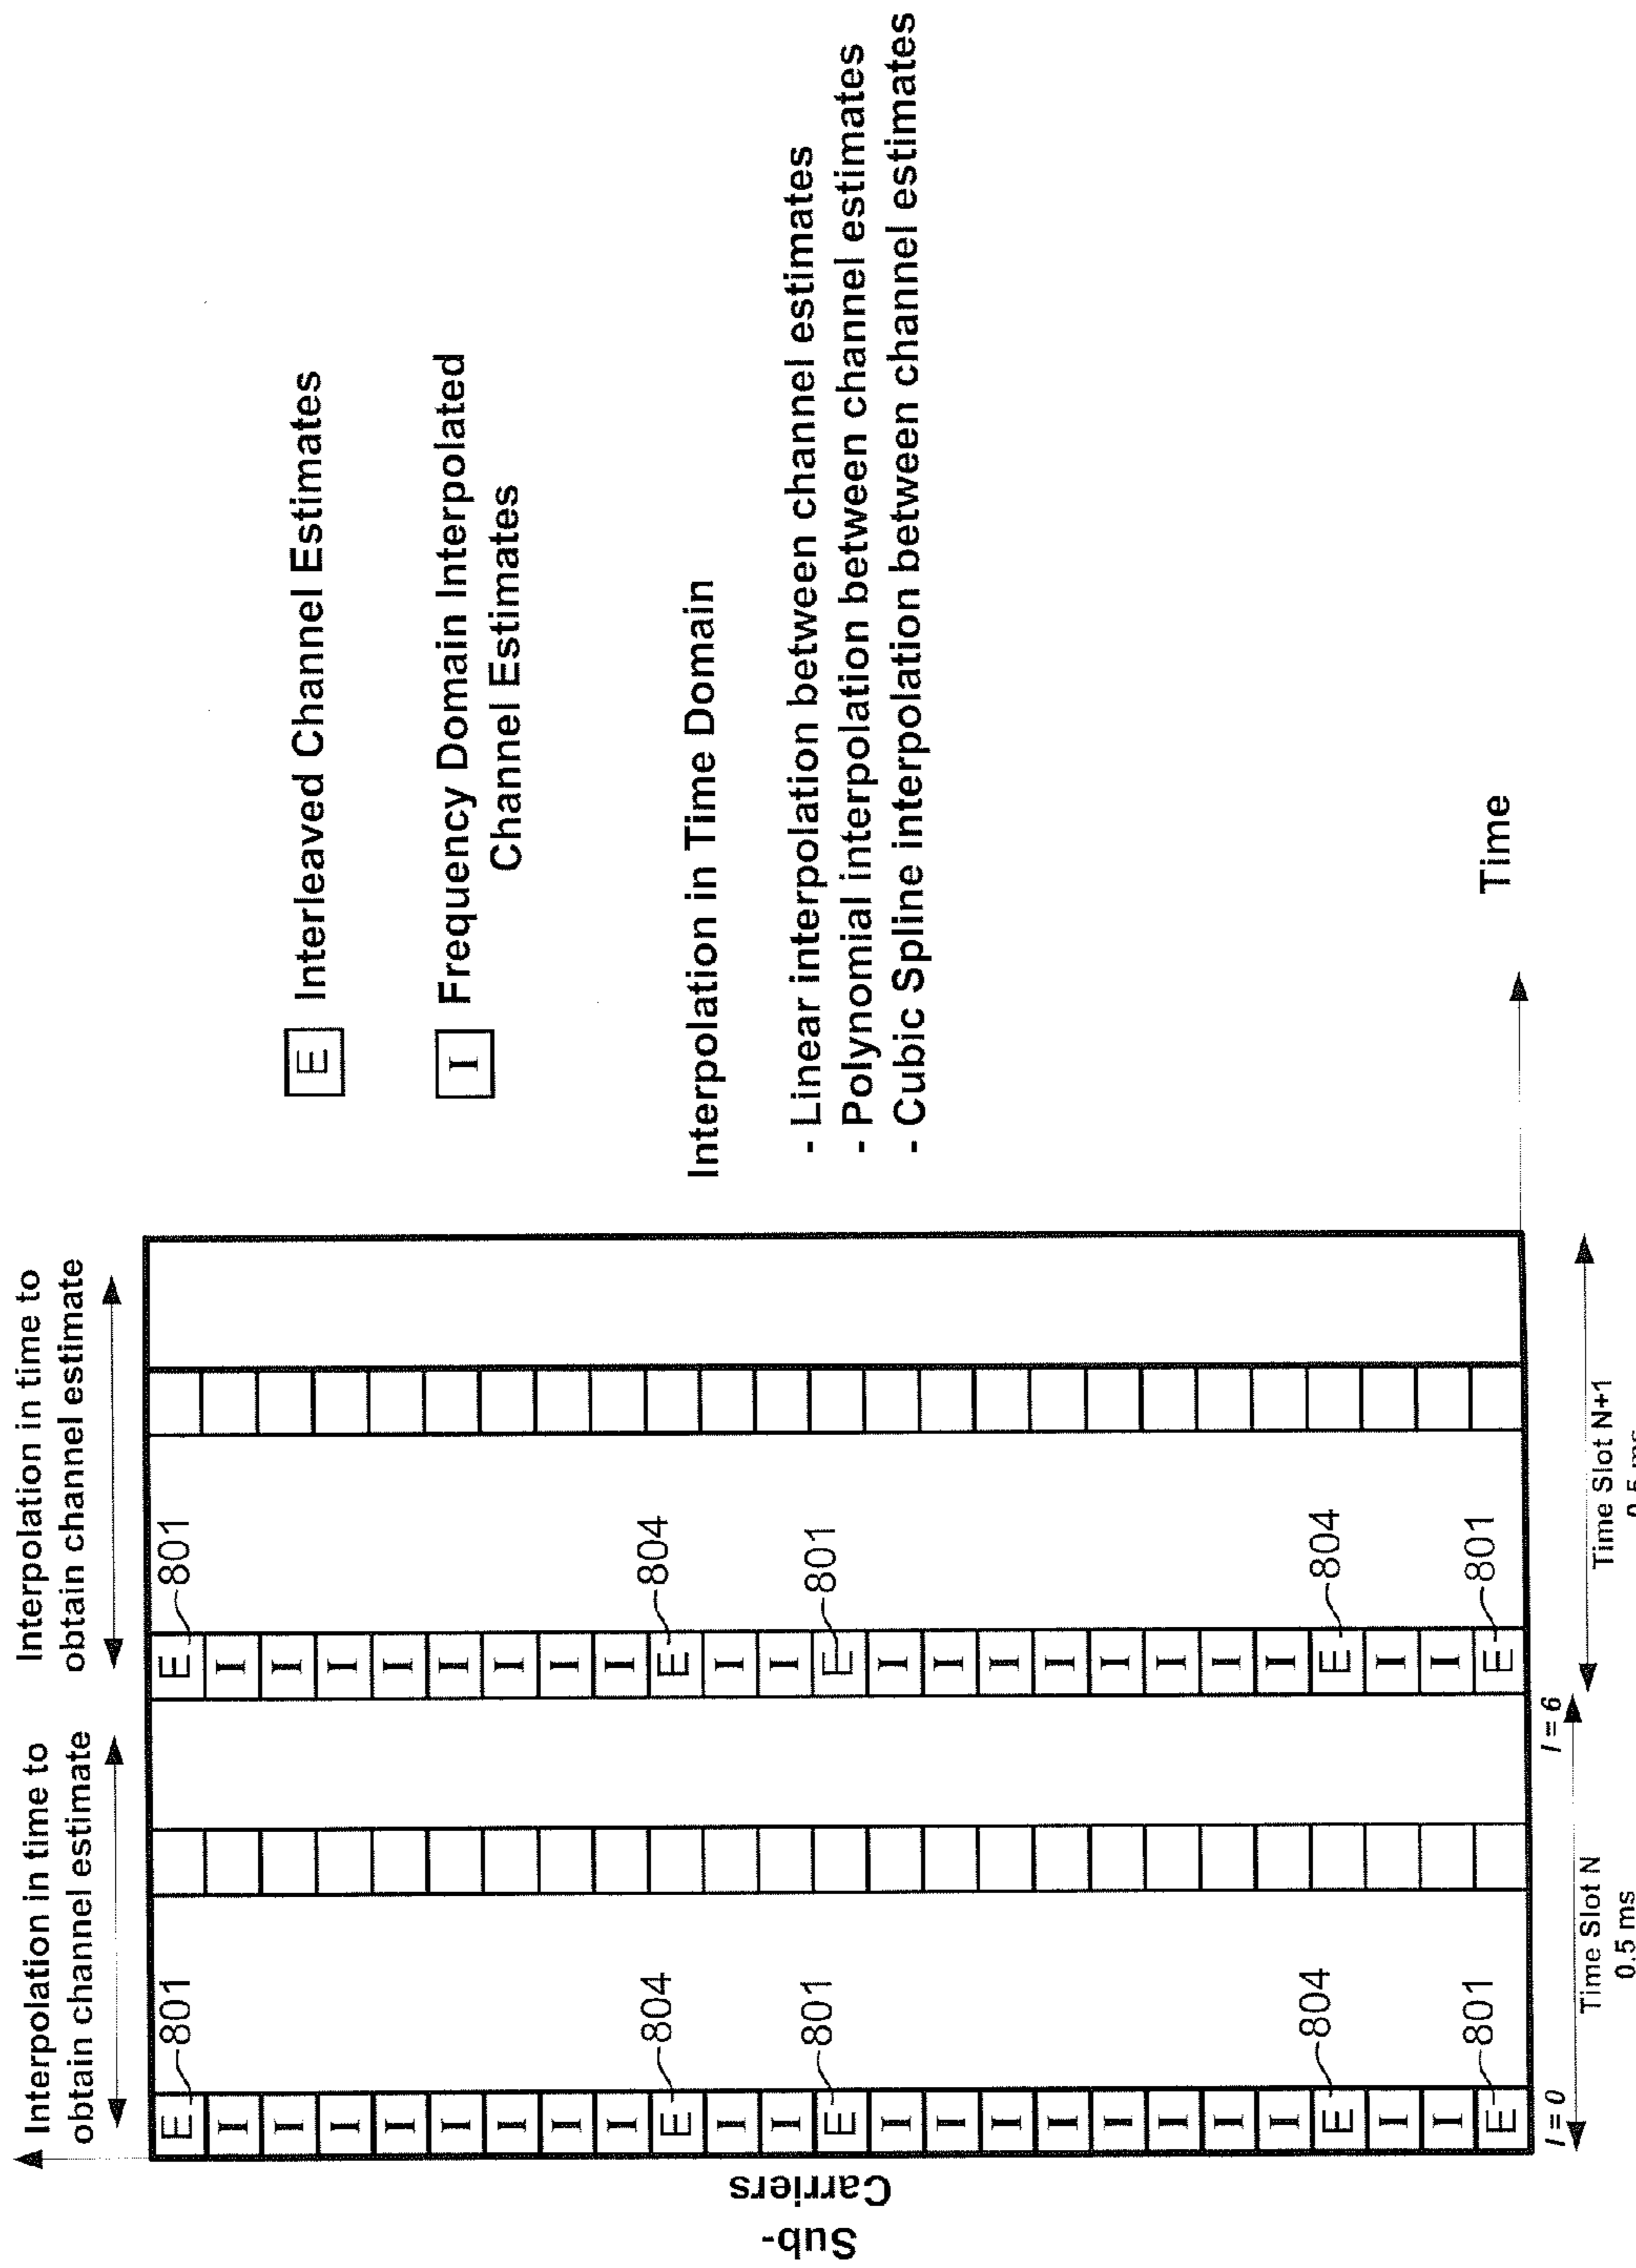 Interpolation in time to
obtain channel estimate
Interpolation in time to
obtain channel estimate
Sub-
Carriers
E
801
I
I
I
I
I
I
I
I
E
804
I
I
E
801
I
I
I
I
I
I
I
I
E
804
I
I
E
801
E
801
I
I
I
I
I
I
I
I
E
804
I
I
E
801
I
I
I
I
I
I
I
I
E
804
I
I
E
801
l = 0
l = 6
Time Slot N
0.5 ms
Time Slot N+1
0.5 ms
Time
E Interleaved Channel Estimates
I Frequency Domain Interpolated
Channel Estimates
Interpolation in Time Domain
- Linear interpolation between channel estimates
- Polynomial interpolation between channel estimates
- Cubic Spline interpolation between channel estimates